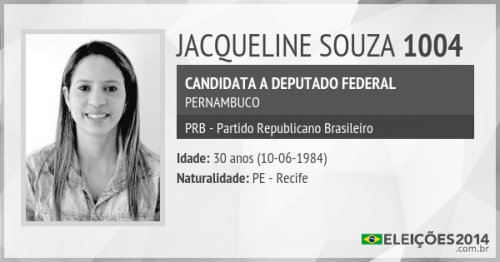 JACQUELINE SOUZA 1004
CANDIDATA A DEPUTADO FEDERAL
PERNAMBUCO
PRB - Partido Republicano Brasileiro
Idade: 30 anos (10-06-1984)
Naturalidade: PE - Recife
ELEIÇÕES2014
.com.br